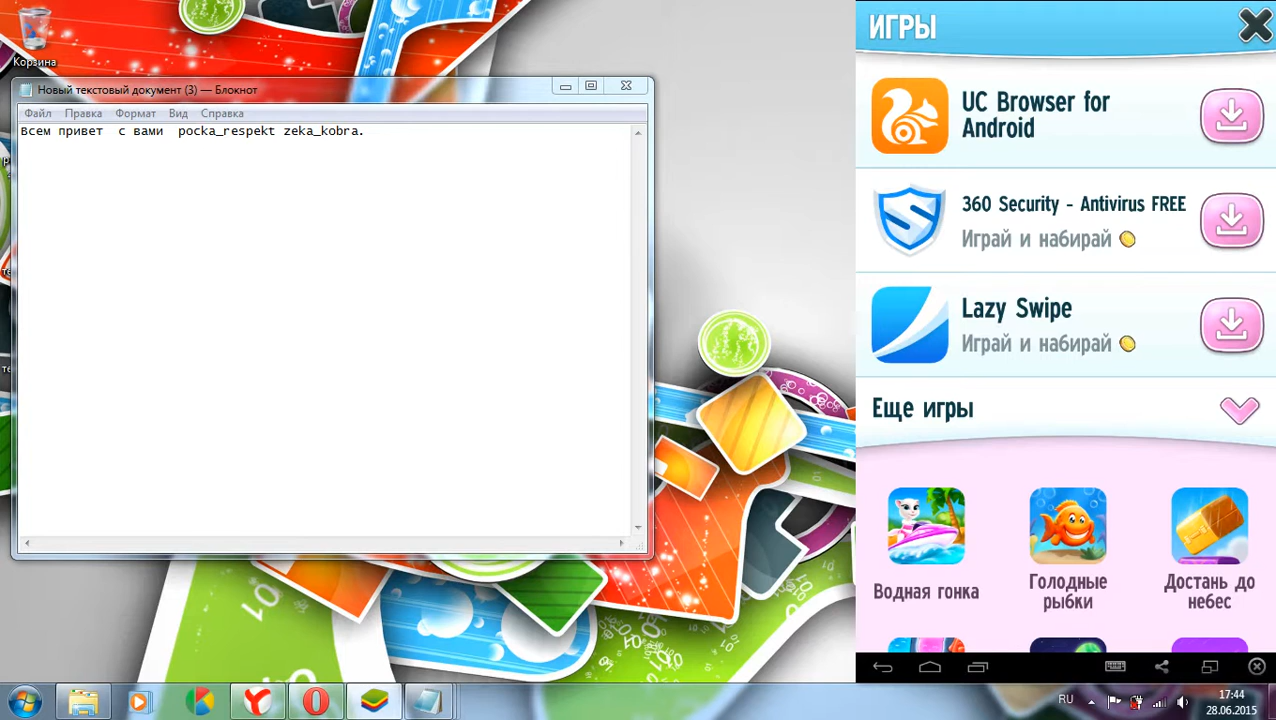 Корзина
Новый текстовый документ (3) — Блокнот
Файл Правка Формат Вид Справка
Всем привет с вами pocka_respekt zeka_kobra.
ИГРЫ
UC Browser for
Android
360 Security - Antivirus FREE
Играй и набирай
Lazy Swipe
Играй и набирай
Еще игры
Водная гонка
Голодные
рыбки
Достань до
небес
RU
17:44
28.06.2015